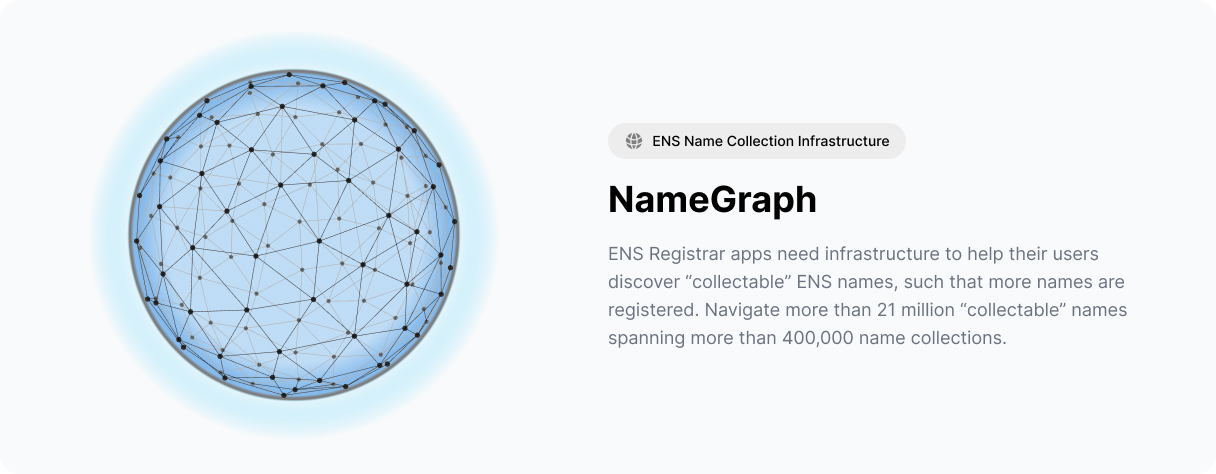 ENS Name Collection Infrastructure
NameGraph
ENS Registrar apps need infrastructure to help their users
discover “collectable” ENS names, such that more names are
registered. Navigate more than 21 million “collectable” names
spanning more than 400,000 name collections.